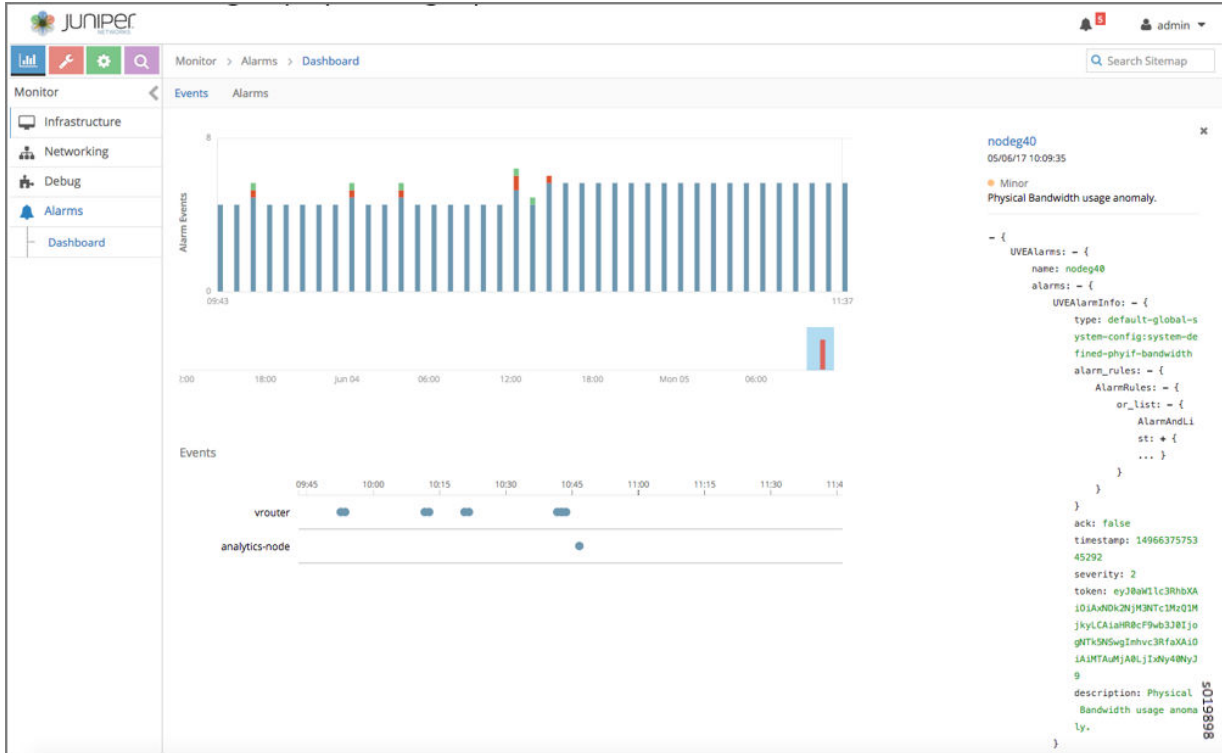 JUNIPER
NETWORKS
5
admin
Monitor > Alarms > Dashboard
Search Sitemap
Monitor
Events Alarms
Infrastructure
Networking
Debug
Alarms
Dashboard
8
Alarm Events
0
09:43
11:37
18:00 Jun 04 06:00 12:00 18:00 Mon 05 06:00
Events
09:45 10:00 10:15 10:30 10:45 11:00 11:15 11:30 11:4
vrouter
analytics-node
nodeg40
05/06/17 10:09:35
Minor
Physical Bandwidth usage anomaly.
- {
UVEAlarms: - {
name: nodeg40
alarms: - {
UVEAlarmInfo: - {
type: default-global-s
ystem-config:system-de
fined-phyif-bandwidth
alarm_rules: - {
AlarmRules: - {
or_list: - {
AlarmAndLi
st: + {
... }
}
}
}
ack: false
timestamp: 14966375753
45292
severity: 2
token: eyJ0aW1lc3RhbXA
iOiAxNDk2NjM3NTc1MzQ1M
jkyLCAiaHR0cF9wb3J0Ijo
gNTk5NSwgImhvc3RfaXAiO
iAiMTAuMjA0LjIxNy40NyJ
9
description: Physical
Bandwidth usage anoma
ly.
}
s019898